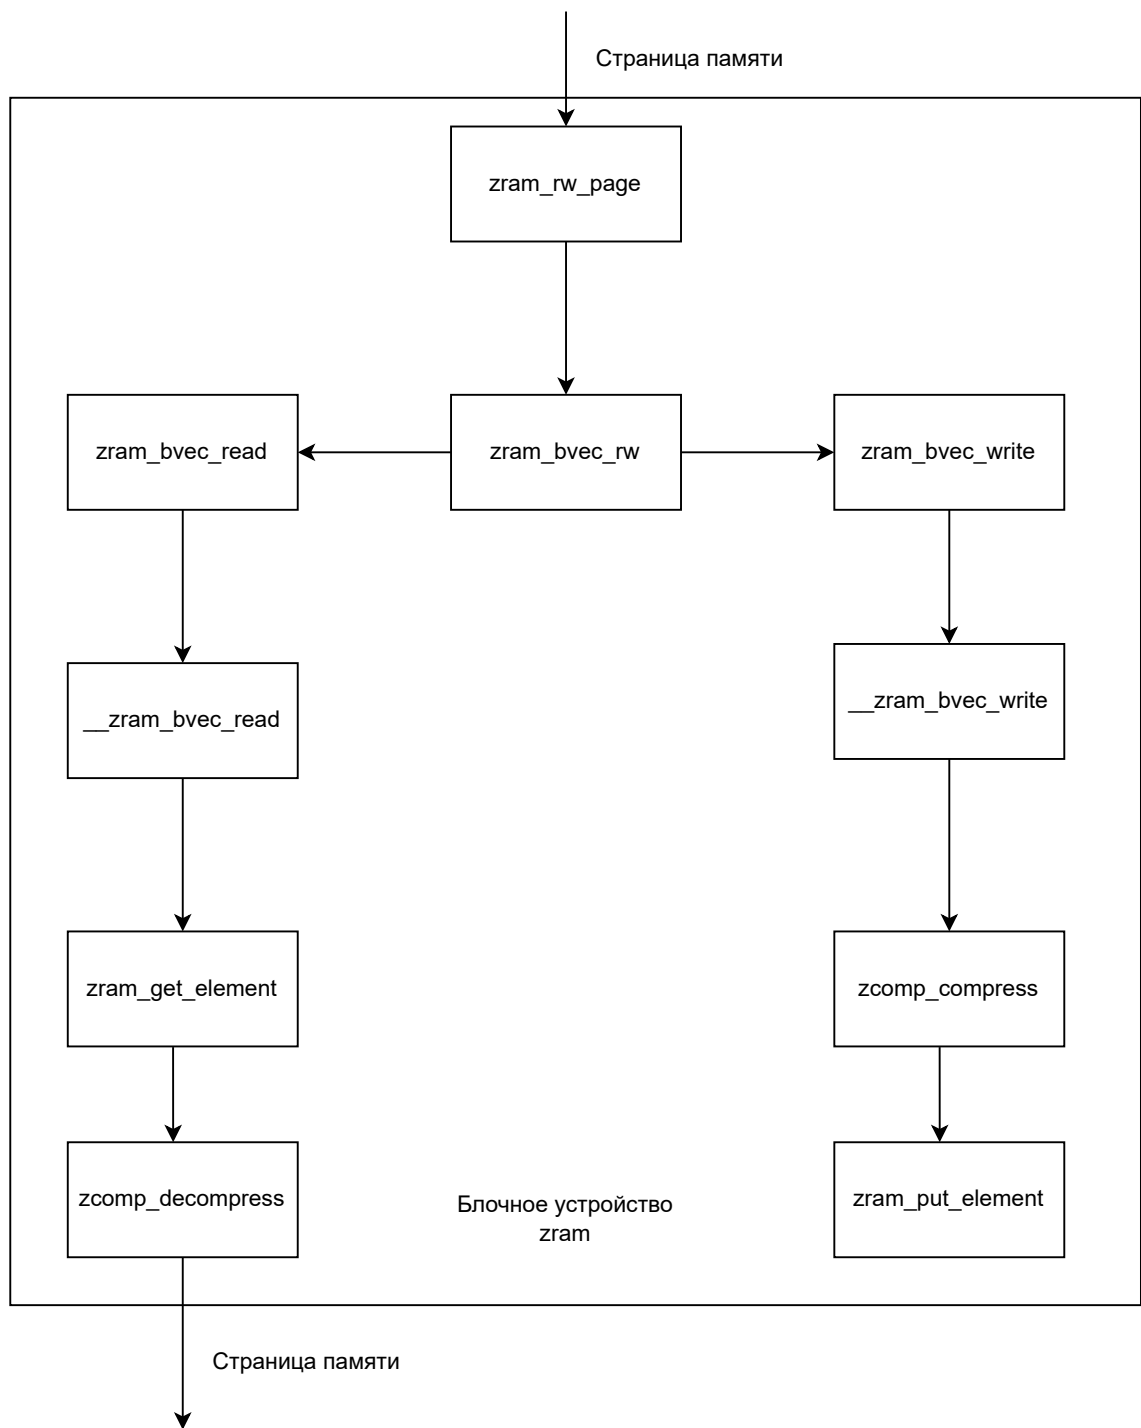 Страница памяти
zram_rw_page
zram_bvec_read
zram_bvec_rw
zram_bvec_write
__zram_bvec_read
__zram_bvec_write
zram_get_element
zcomp_compress
zcomp_decompress
Блочное устройство
zram
zram_put_element
Страница памяти